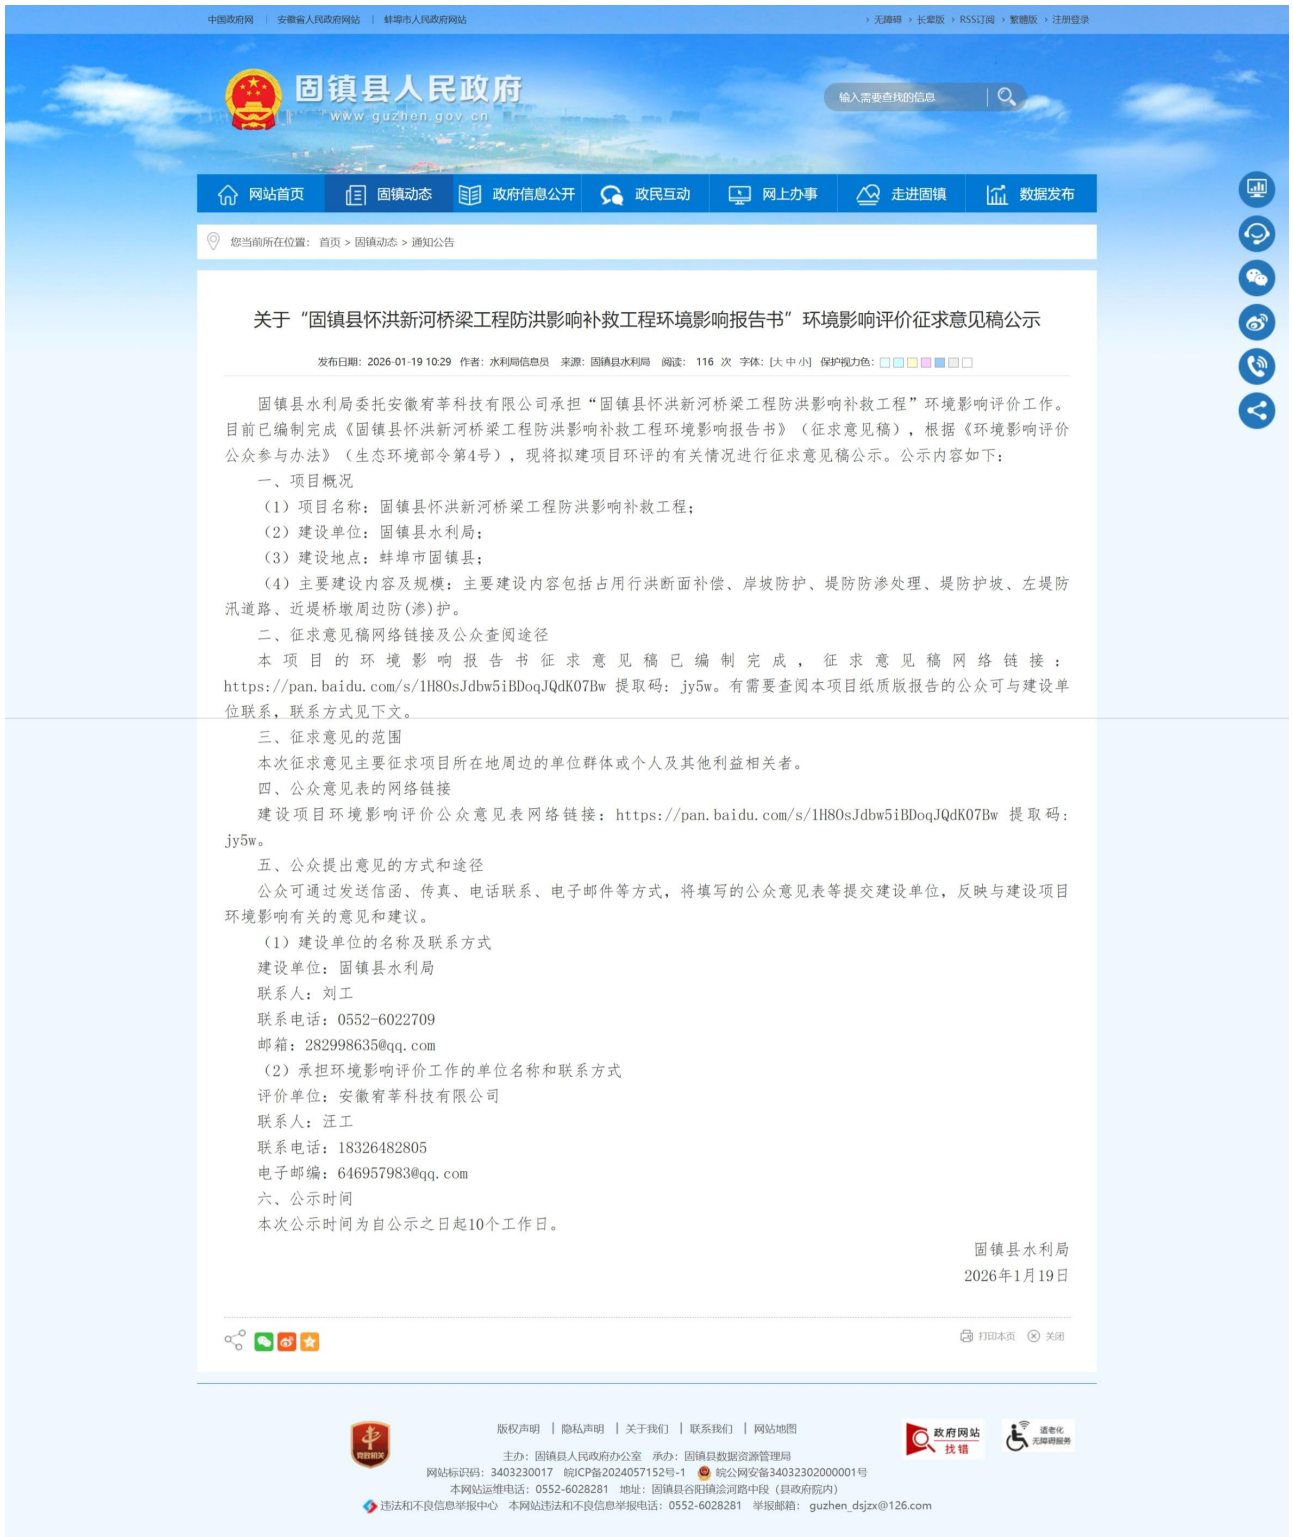 中国政府网 | 安徽省人民政府网站 | 蚌埠市人民政府网站
› 无障碍 › 长辈版 › RSS订阅 › 繁體版 › 注册登录
固镇县人民政府
www.guzhen.gov.cn
输入需要查找的信息
网站首页 固镇动态 政府信息公开 政民互动 网上办事 走进固镇 数据发布
您当前所在位置： 首页 > 固镇动态 > 通知公告
关于“固镇县怀洪新河桥梁工程防洪影响补救工程环境影响报告书”环境影响评价征求意见稿公示
发布日期：2026-01-19 10:29 作者：水利局信息员 来源：固镇县水利局 阅读： 116 次 字体：[大 中 小] 保护视力色：
固镇县水利局委托安徽宥莘科技有限公司承担“固镇县怀洪新河桥梁工程防洪影响补救工程”环境影响评价工作。
目前已编制完成《固镇县怀洪新河桥梁工程防洪影响补救工程环境影响报告书》（征求意见稿），根据《环境影响评价
公众参与办法》（生态环境部令第4号），现将拟建项目环评的有关情况进行征求意见稿公示。公示内容如下：
一、项目概况
（1）项目名称：固镇县怀洪新河桥梁工程防洪影响补救工程；
（2）建设单位：固镇县水利局；
（3）建设地点：蚌埠市固镇县；
（4）主要建设内容及规模：主要建设内容包括占用行洪断面补偿、岸坡防护、堤防防渗处理、堤防护坡、左堤防
汛道路、近堤桥墩周边防(渗)护。
二、征求意见稿网络链接及公众查阅途径
本项目的环境影响报告书征求意见稿已编制完成，征求意见稿网络链接：
https://pan.baidu.com/s/1H8OsJdbw5iBDoqJQdK07Bw 提取码: jy5w。有需要查阅本项目纸质版报告的公众可与建设单
位联系，联系方式见下文。
三、征求意见的范围
本次征求意见主要征求项目所在地周边的单位群体或个人及其他利益相关者。
四、公众意见表的网络链接
建设项目环境影响评价公众意见表网络链接：https://pan.baidu.com/s/1H8OsJdbw5iBDoqJQdK07Bw 提取码:
jy5w。
五、公众提出意见的方式和途径
公众可通过发送信函、传真、电话联系、电子邮件等方式，将填写的公众意见表等提交建设单位，反映与建设项目
环境影响有关的意见和建议。
（1）建设单位的名称及联系方式
建设单位：固镇县水利局
联系人：刘工
联系电话：0552-6022709
邮箱：282998635@qq.com
（2）承担环境影响评价工作的单位名称和联系方式
评价单位：安徽宥莘科技有限公司
联系人：汪工
联系电话：18326482805
电子邮编：646957983@qq.com
六、公示时间
本次公示时间为自公示之日起10个工作日。
固镇县水利局
2026年1月19日
打印本页 关闭
版权声明 | 隐私声明 | 关于我们 | 联系我们 | 网站地图
主办：固镇县人民政府办公室 承办：固镇县数据资源管理局
网站标识码：3403230017 皖ICP备2024057152号-1 皖公网安备34032302000001号
本网站运维电话：0552-6028281 地址：固镇县谷阳镇浍河路中段（县政府院内）
违法和不良信息举报中心 本网站违法和不良信息举报电话：0552-6028281 举报邮箱： guzhen_dsjzx@126.com
党政机关
政府网站
找错
适老化
无障碍服务